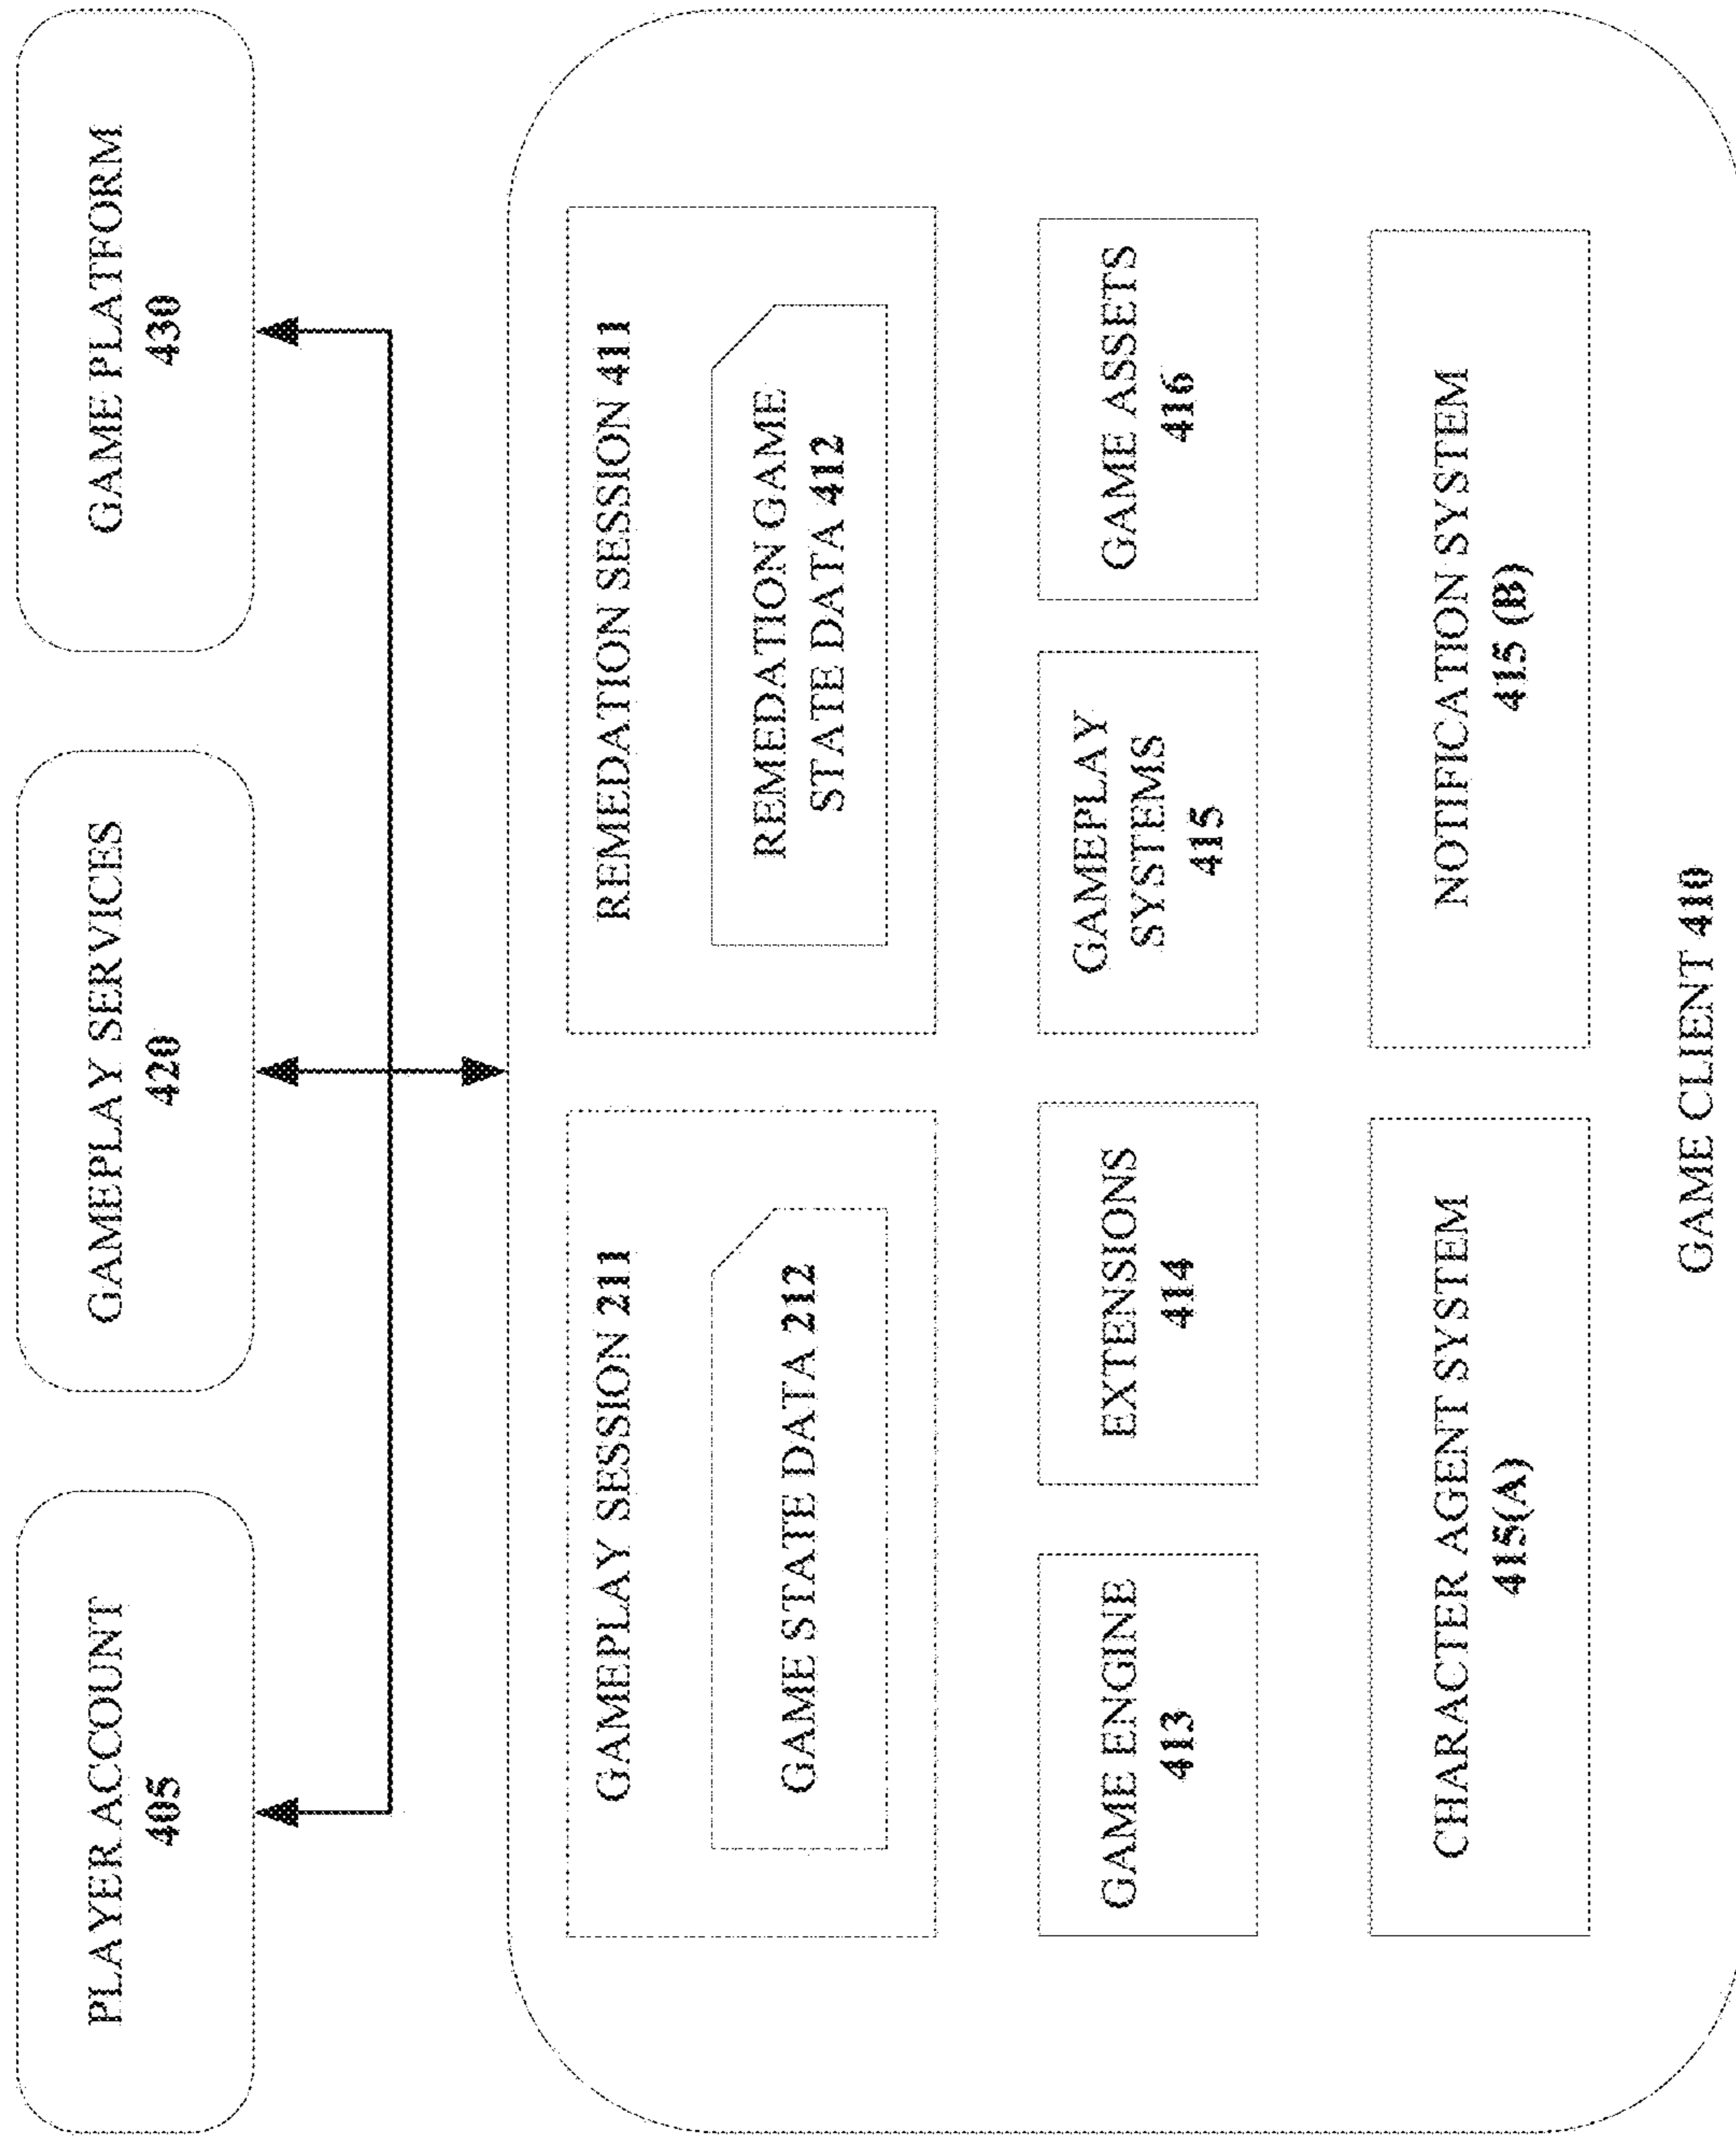 PLAYER ACCOUNT
405
GAMEPLAY SERVICES
420
GAME PLATFORM
430
GAMEPLAY SESSION 211
GAME STATE DATA 212
REMEDATION SESSION 411
REMEDATION GAME
STATE DATA 412
GAME ENGINE
413
EXTENSIONS
414
GAMEPLAY
SYSTEMS
415
GAME ASSETS
416
CHARACTER AGENT SYSTEM
415(A)
NOTIFICATION SYSTEM
415 (B)
GAME CLIENT 410